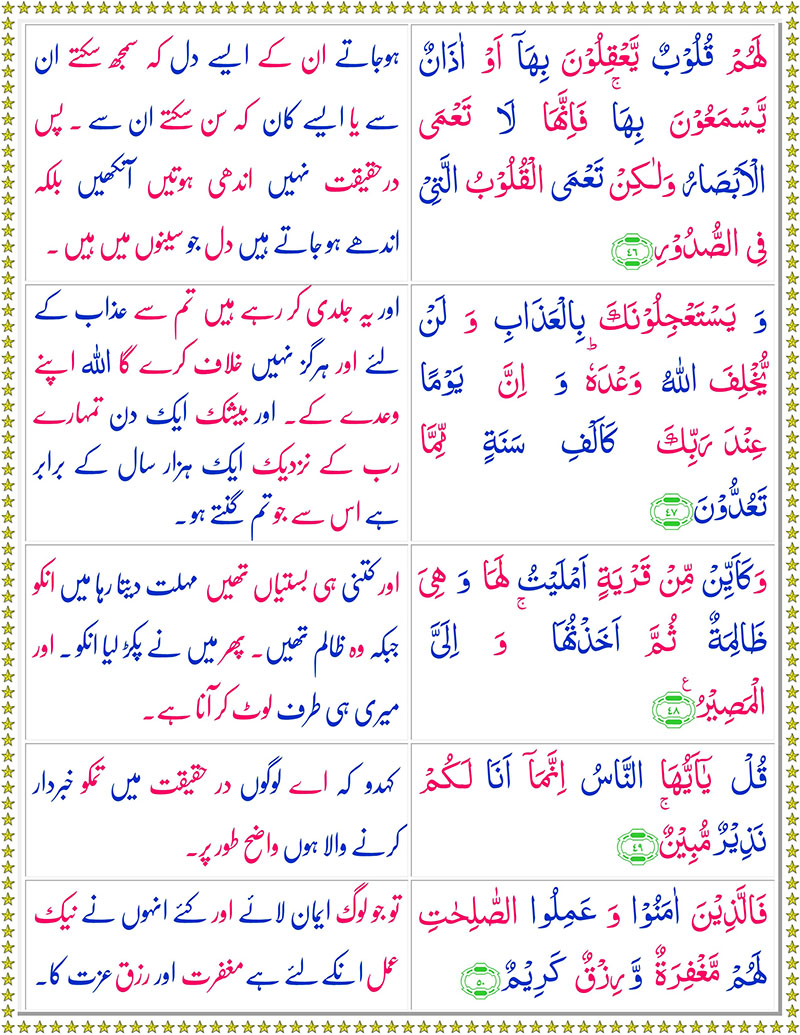 لَهُمْ قُلُوْبٌ يَّعْقِلُوْنَ بِهَاۤ اَوْ اٰذَانٌ
يَّسْمَعُوْنَ بِهَاۚ فَاِنَّهَا لَا تَعْمَى
الْاَبْصَارُ وَلٰكِنْ تَعْمَى الْقُلُوْبُ الَّتِیْ
فِی الصُّدُوْرِ ﴿۴۶﴾
ہوجاتے ان کے ایسے دل کہ سمجھ سکتے ان
سے یا ایسے کان کہ سن سکتے ان سے ۔ پس
درحقیقت نہیں اندھی ہوتیں آنکھیں بلکہ
اندھے ہوجاتے ہیں دل جو سینوں میں ہیں ۔
وَ يَسْتَعْجِلُوْنَكَ بِالْعَذَابِ وَ لَنْ
يُّخْلِفَ اللّٰهُ وَعْدَهٗ ؕ وَ اِنَّ يَوْمًا
عِنْدَ رَبِّكَ كَاَلْفِ سَنَةٍ مِّمَّا
تَعُدُّوْنَ ﴿۴۷﴾
اور یہ جلدی کر رہے ہیں تم سے عذاب کے
لئے اور ہرگز نہیں خلاف کرے گا اللہ اپنے
وعدے کے۔ اور بیشک ایک دن تمہارے
رب کے نزدیک ایک ہزار سال کے برابر
ہے اس سے جو تم گنتے ہو۔
وَكَاَيِّنْ مِّنْ قَرْيَةٍ اَمْلَيْتُ لَهَا وَ هِیَ
ظَالِمَةٌ ثُمَّ اَخَذْتُهَا ۚ وَ اِلَیَّ
الْمَصِيْرُ ﴿۴۸﴾ ع
اور کتنی ہی بستیاں تھیں مہلت دیتا رہا میں انکو
جبکہ وہ ظالم تھیں۔ پھر میں نے پکڑ لیا انکو۔ اور
میری ہی طرف لوٹ کر آنا ہے۔
قُلْ يٰۤاَيُّهَا النَّاسُ اِنَّمَاۤ اَنَا لَكُمْ
نَذِيْرٌ مُّبِيْنٌ ۚ ﴿۴۹﴾
کہدو کہ اے لوگوں در حقیقت میں تمکو خبردار
کرنے والا ہوں واضح طور پر۔
فَالَّذِيْنَ اٰمَنُوْا وَ عَمِلُوا الصّٰلِحٰتِ
لَهُمْ مَّغْفِرَةٌ وَّ رِزْقٌ كَرِيْمٌ ﴿۵۰﴾
تو جو لوگ ایمان لائے اور کئے انہوں نے نیک
عمل انکے لئے ہے مغفرت اور رزق عزت کا۔